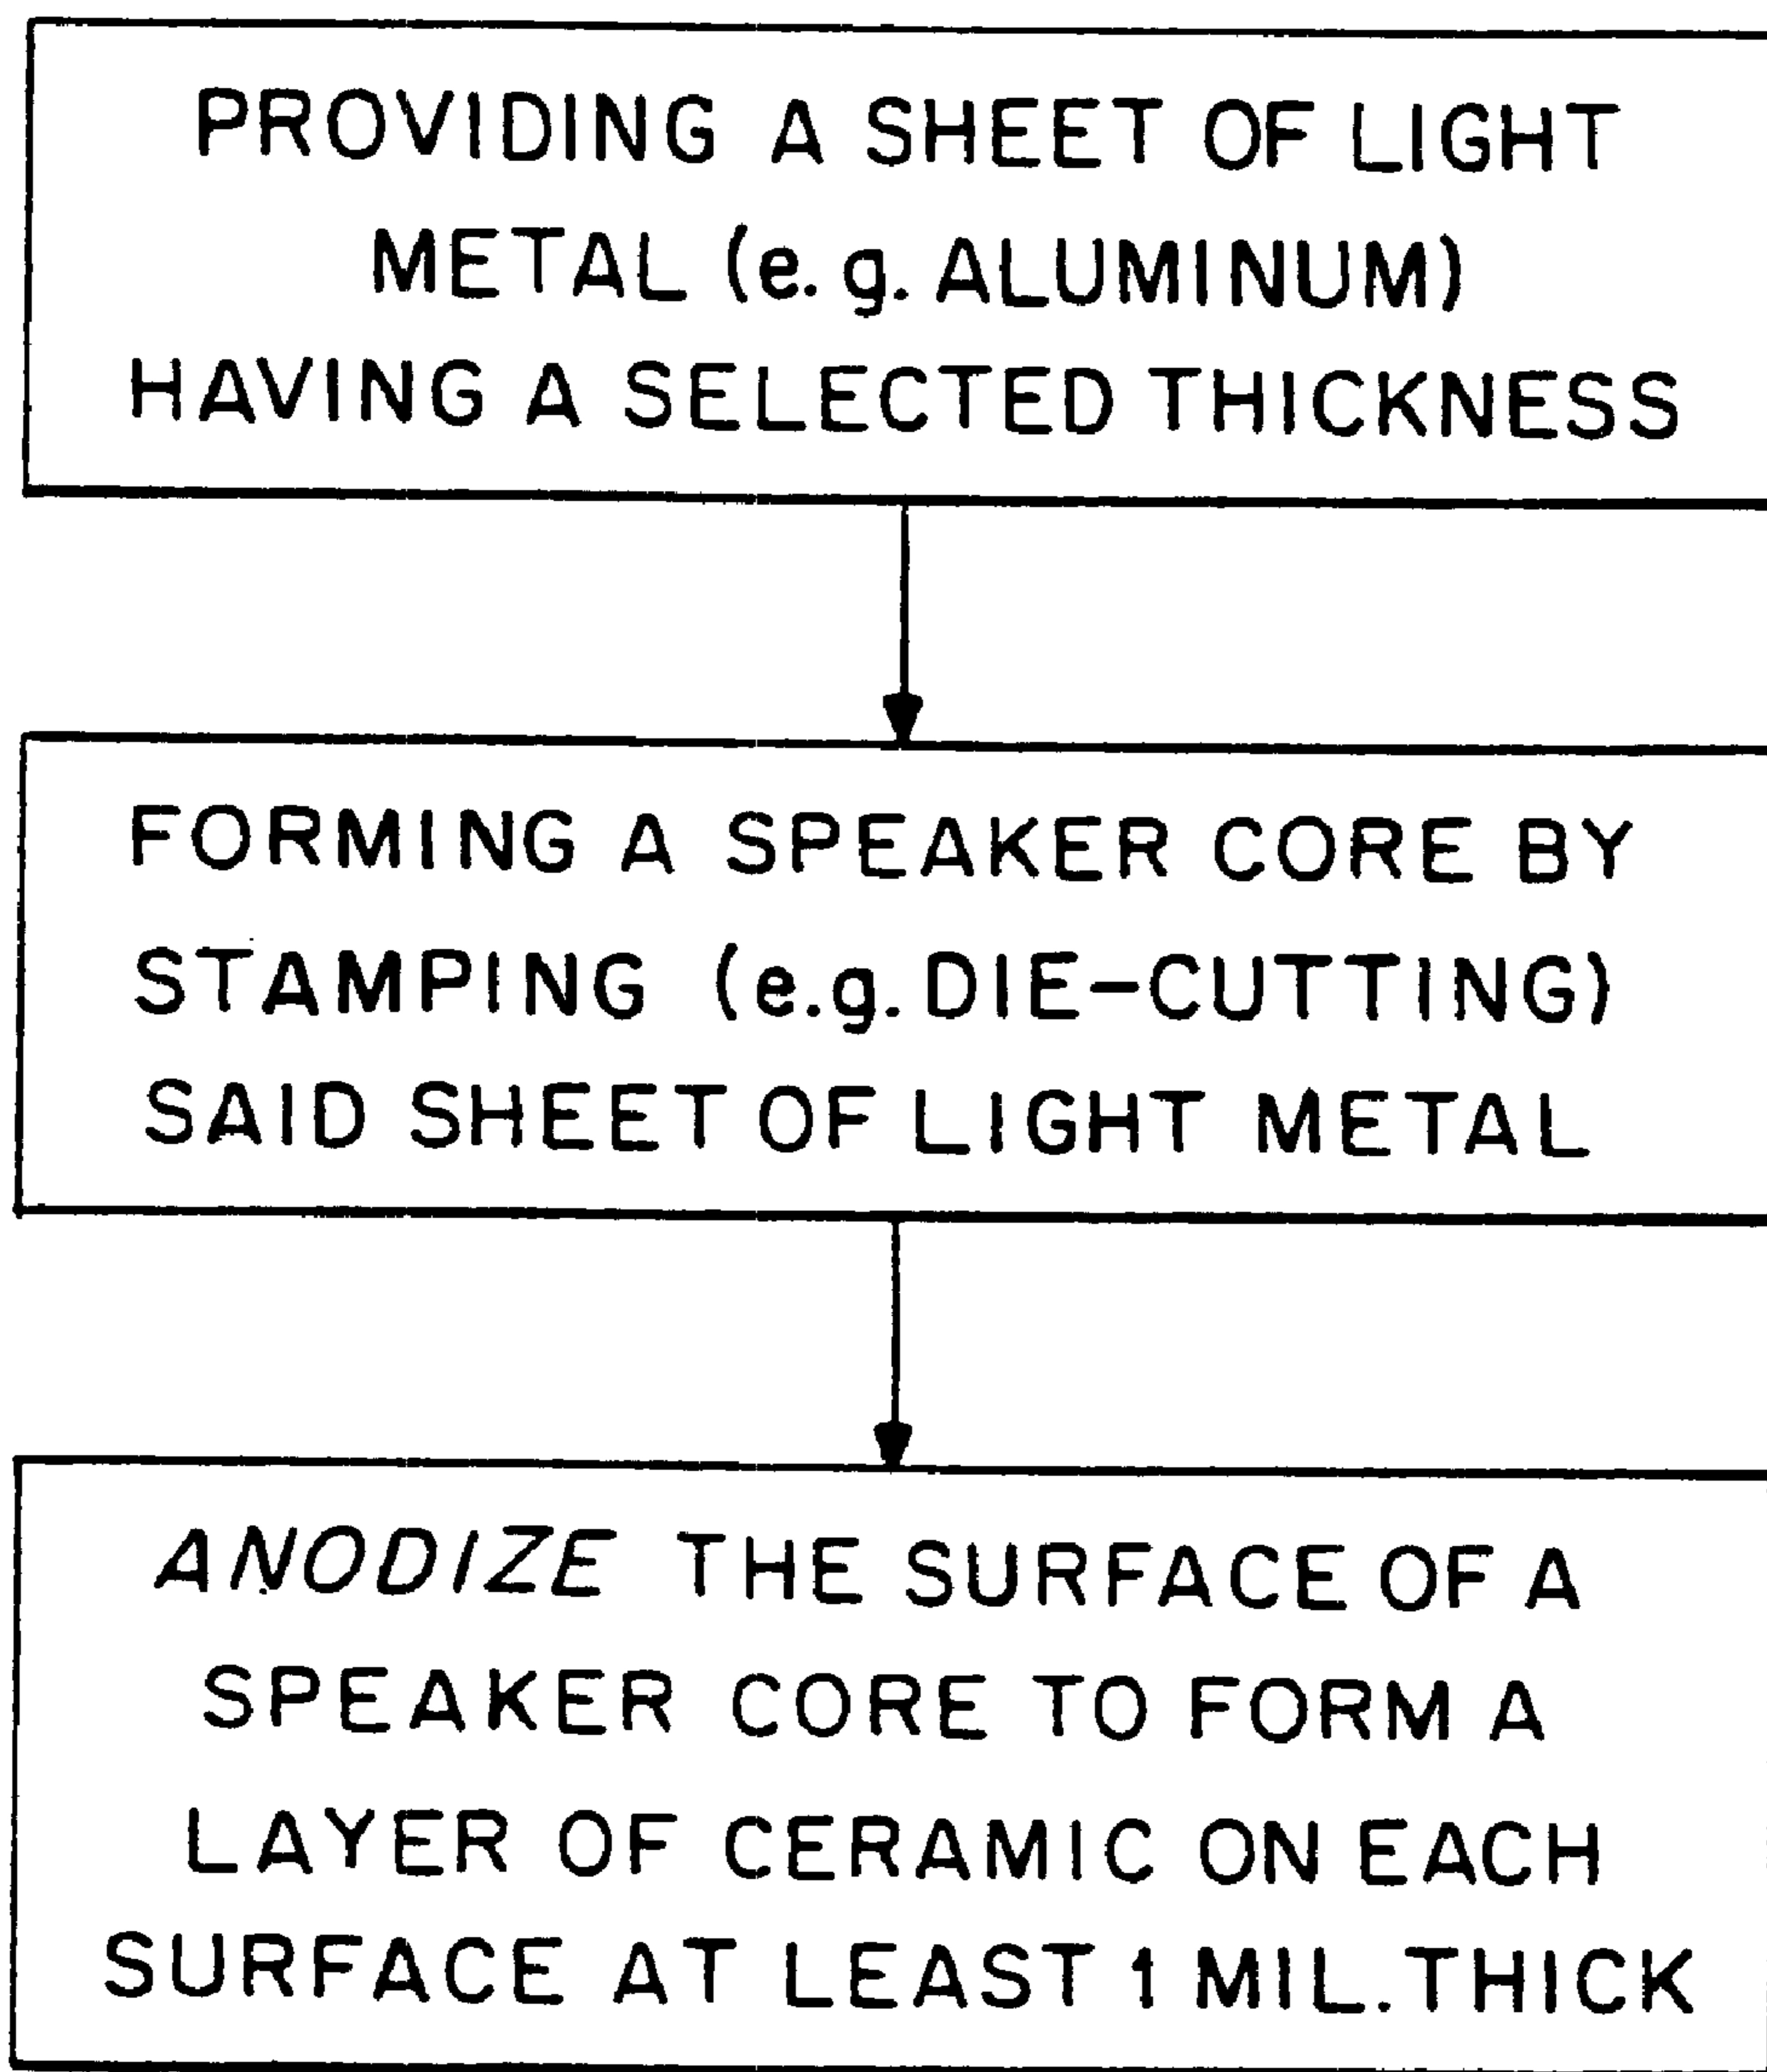 PROVIDING A SHEET OF LIGHT
METAL (e.g. ALUMINUM)
HAVING A SELECTED THICKNESS
FORMING A SPEAKER CORE BY
STAMPING (e.g. DIE-CUTTING)
SAID SHEET OF LIGHT METAL
ANODIZE THE SURFACE OF A
SPEAKER CORE TO FORM A
LAYER OF CERAMIC ON EACH
SURFACE AT LEAST 1 MIL. THICK